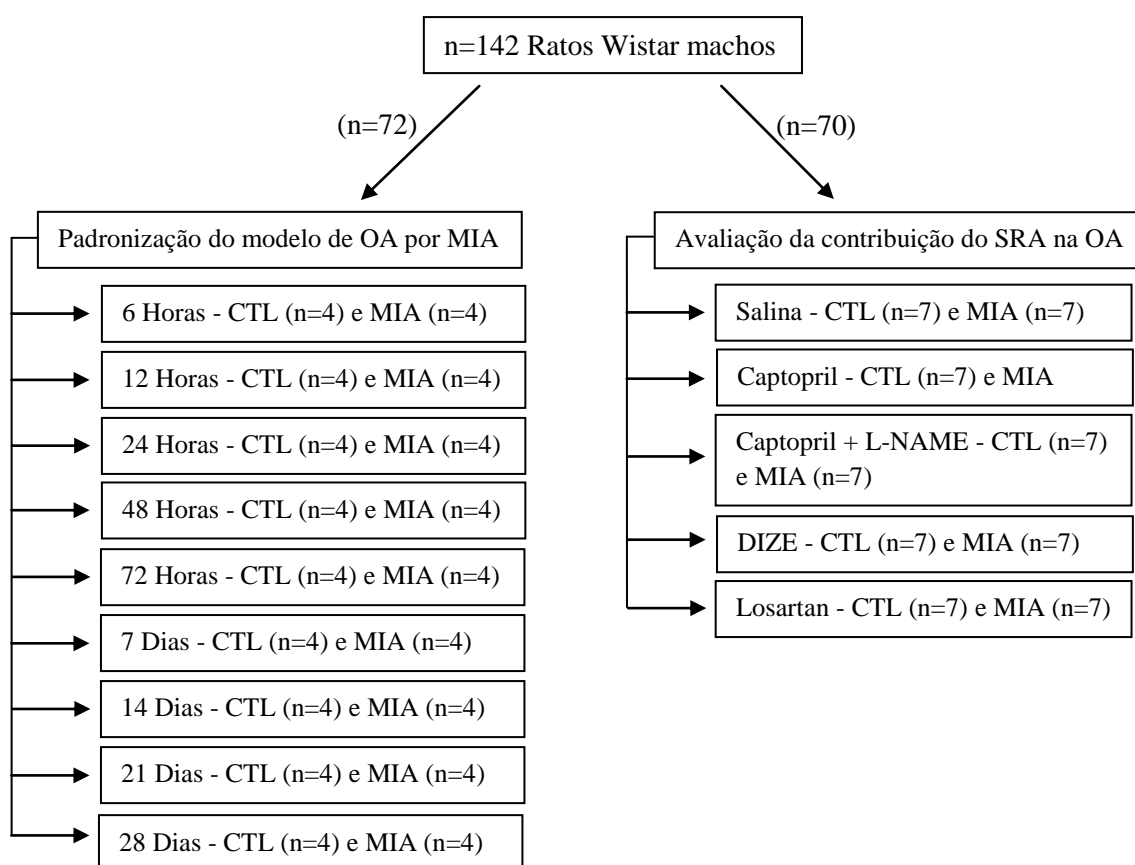 n=142 Ratos Wistar machos
(n=72)
(n=70)
Padronização do modelo de OA por MIA
6 Horas - CTL (n=4) e MIA (n=4)
12 Horas - CTL (n=4) e MIA (n=4)
24 Horas - CTL (n=4) e MIA (n=4)
48 Horas - CTL (n=4) e MIA (n=4)
72 Horas - CTL (n=4) e MIA (n=4)
7 Dias - CTL (n=4) e MIA (n=4)
14 Dias - CTL (n=4) e MIA (n=4)
21 Dias - CTL (n=4) e MIA (n=4)
28 Dias - CTL (n=4) e MIA (n=4)
Avaliação da contribuição do SRA na OA
Salina - CTL (n=7) e MIA (n=7)
Captopril - CTL (n=7) e MIA
Captopril + L-NAME - CTL (n=7)
e MIA (n=7)
DIZE - CTL (n=7) e MIA (n=7)
Losartan - CTL (n=7) e MIA (n=7)